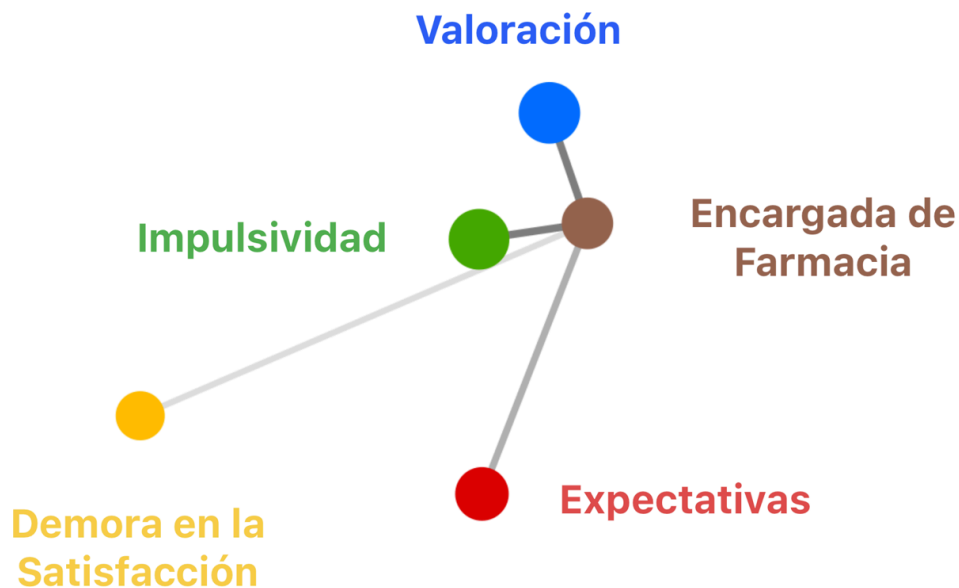 Valoración
Impulsividad
Encargada de
Farmacia
Demora en la
Satisfacción
Expectativas